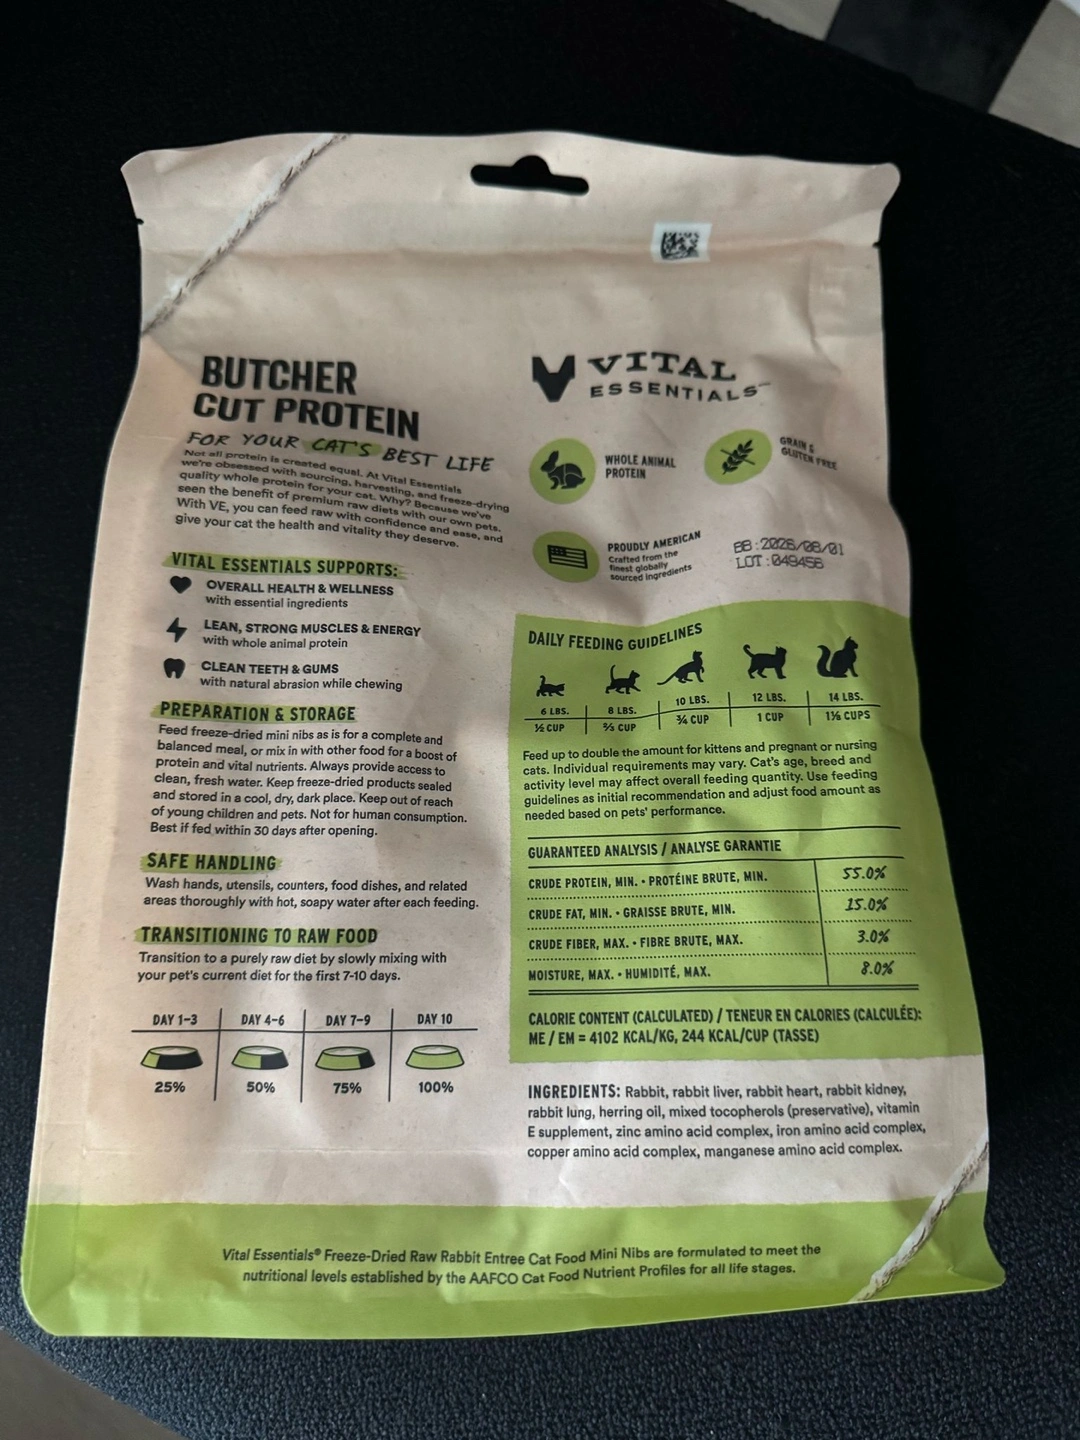 BUTCHER
CUT PROTEIN
FOR YOUR CAT'S BEST LIFE
Not all protein is created equal. At Vital Essentials
we're obsessed with sourcing, harvesting, and freeze-drying
quality whole protein for your cat. Why? Because we've
seen the benefit of premium raw diets with our own pets.
With VE, you can feed raw with confidence and ease, and
give your cat the health and vitality they deserve.
VITAL ESSENTIALS SUPPORTS:
OVERALL HEALTH & WELLNESS
with essential ingredients
LEAN, STRONG MUSCLES & ENERGY
with whole animal protein
CLEAN TEETH & GUMS
with natural abrasion while chewing
PREPARATION & STORAGE
Feed freeze-dried mini nibs as is for a complete and
balanced meal, or mix in with other food for a boost of
protein and vital nutrients. Always provide access to
clean, fresh water. Keep freeze-dried products sealed
and stored in a cool, dry, dark place. Keep out of reach
of young children and pets. Not for human consumption.
Best if fed within 30 days after opening.
SAFE HANDLING
Wash hands, utensils, counters, food dishes, and related
areas thoroughly with hot, soapy water after each feeding.
TRANSITIONING TO RAW FOOD
Transition to a purely raw diet by slowly mixing with
your pet's current diet for the first 7-10 days.
DAY 1-3 DAY 4-6 DAY 7-9 DAY 10
25% 50% 75% 100%
VITAL
ESSENTIALS™
WHOLE ANIMAL
PROTEIN
GRAIN &
GLUTEN FREE
PROUDLY AMERICAN
Crafted from the
finest globally
sourced ingredients
BB:2026/08/01
LOT:049456
DAILY FEEDING GUIDELINES
6 LBS. 8 LBS. 10 LBS. 12 LBS. 14 LBS.
½ CUP ⅔ CUP ¾ CUP 1 CUP CUPS
Feed up to double the amount for kittens and pregnant or nursing
cats. Individual requirements may vary. Cat's age, breed and
activity level may affect overall feeding quantity. Use feeding
guidelines as initial recommendation and adjust food amount as
needed based on pets' performance.
GUARANTEED ANALYSIS / ANALYSE GARANTIE
CRUDE PROTEIN, MIN. • PROTÉINE BRUTE, MIN. 55.0%
CRUDE FAT, MIN. • GRAISSE BRUTE, MIN. 15.0%
CRUDE FIBER, MAX. • FIBRE BRUTE, MAX. 3.0%
MOISTURE, MAX. • HUMIDITÉ, MAX. 8.0%
CALORIE CONTENT (CALCULATED) / TENEUR EN CALORIES (CALCULÉE):
ME / EM = 4102 KCAL/KG, 244 KCAL/CUP (TASSE)
INGREDIENTS: Rabbit, rabbit liver, rabbit heart, rabbit kidney,
rabbit lung, herring oil, mixed tocopherols (preservative), vitamin
E supplement, zinc amino acid complex, iron amino acid complex,
copper amino acid complex, manganese amino acid complex.
Vital Essentials® Freeze-Dried Raw Rabbit Entree Cat Food Mini Nibs are formulated to meet the
nutritional levels established by the AAFCO Cat Food Nutrient Profiles for all life stages.